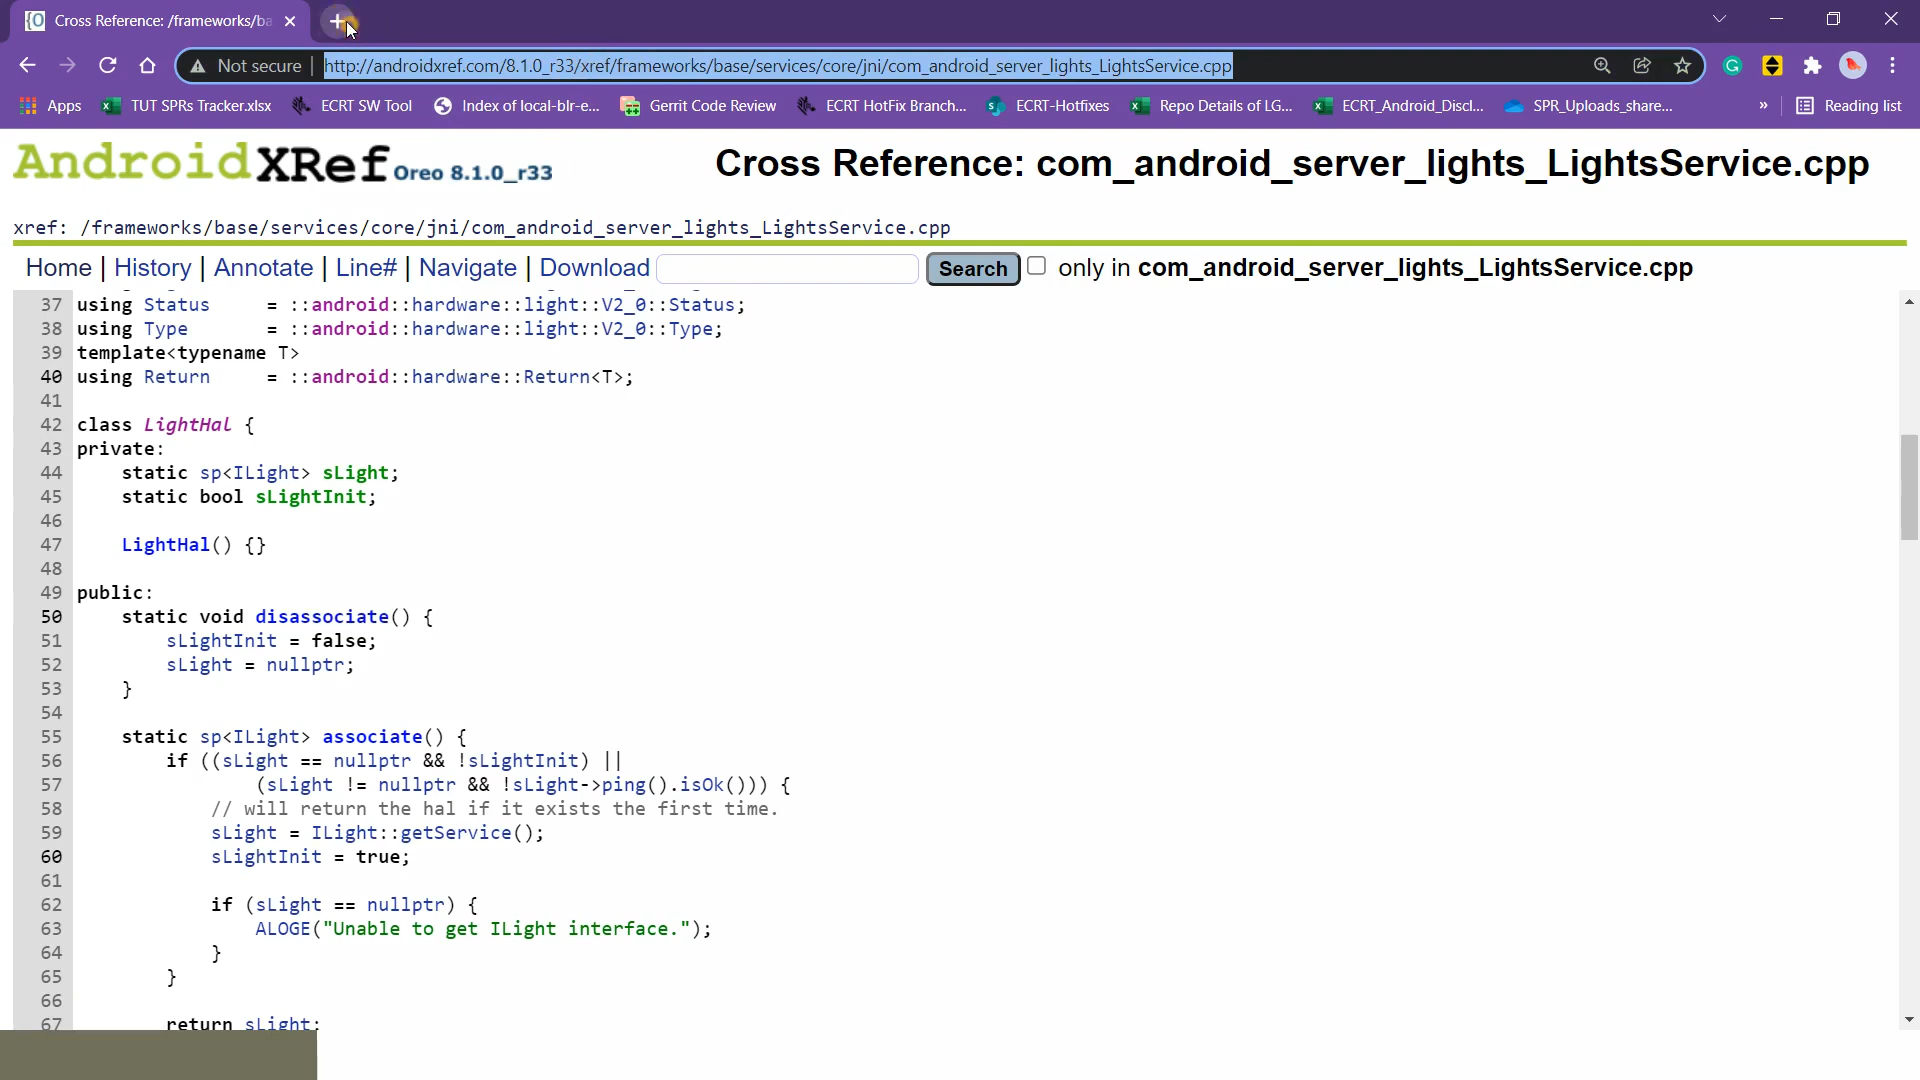 Cross Reference: /frameworks/ba
Not secure | http://androidxref.com/8.1.0_r33/xref/frameworks/base/services/core/jni/com_android_server_lights_LightsService.cpp
Apps TUT SPRs Tracker.xlsx ECRT SW Tool Index of local-blr-e... Gerrit Code Review ECRT HotFix Branch... ECRT-Hotfixes Repo Details of LG... ECRT_Android_Discl... SPR_Uploads_share... » Reading list
AndroidXRef Oreo 8.1.0_r33 Cross Reference: com_android_server_lights_LightsService.cpp
xref: /frameworks/base/services/core/jni/com_android_server_lights_LightsService.cpp
Home | History | Annotate | Line# | Navigate | Download Search only in com_android_server_lights_LightsService.cpp
37 using Status     = ::android::hardware::light::V2_0::Status;
38 using Type       = ::android::hardware::light::V2_0::Type;
39 template<typename T>
40 using Return     = ::android::hardware::Return<T>;
41
42 class LightHal {
43 private:
44     static sp<ILight> sLight;
45     static bool sLightInit;
46
47     LightHal() {}
48
49 public:
50     static void disassociate() {
51         sLightInit = false;
52         sLight = nullptr;
53     }
54
55     static sp<ILight> associate() {
56         if ((sLight == nullptr && !sLightInit) ||
57                 (sLight != nullptr && !sLight->ping().isOk())) {
58             // will return the hal if it exists the first time.
59             sLight = ILight::getService();
60             sLightInit = true;
61
62             if (sLight == nullptr) {
63                 ALOGE("Unable to get ILight interface.");
64             }
65         }
66
67         return sLight;